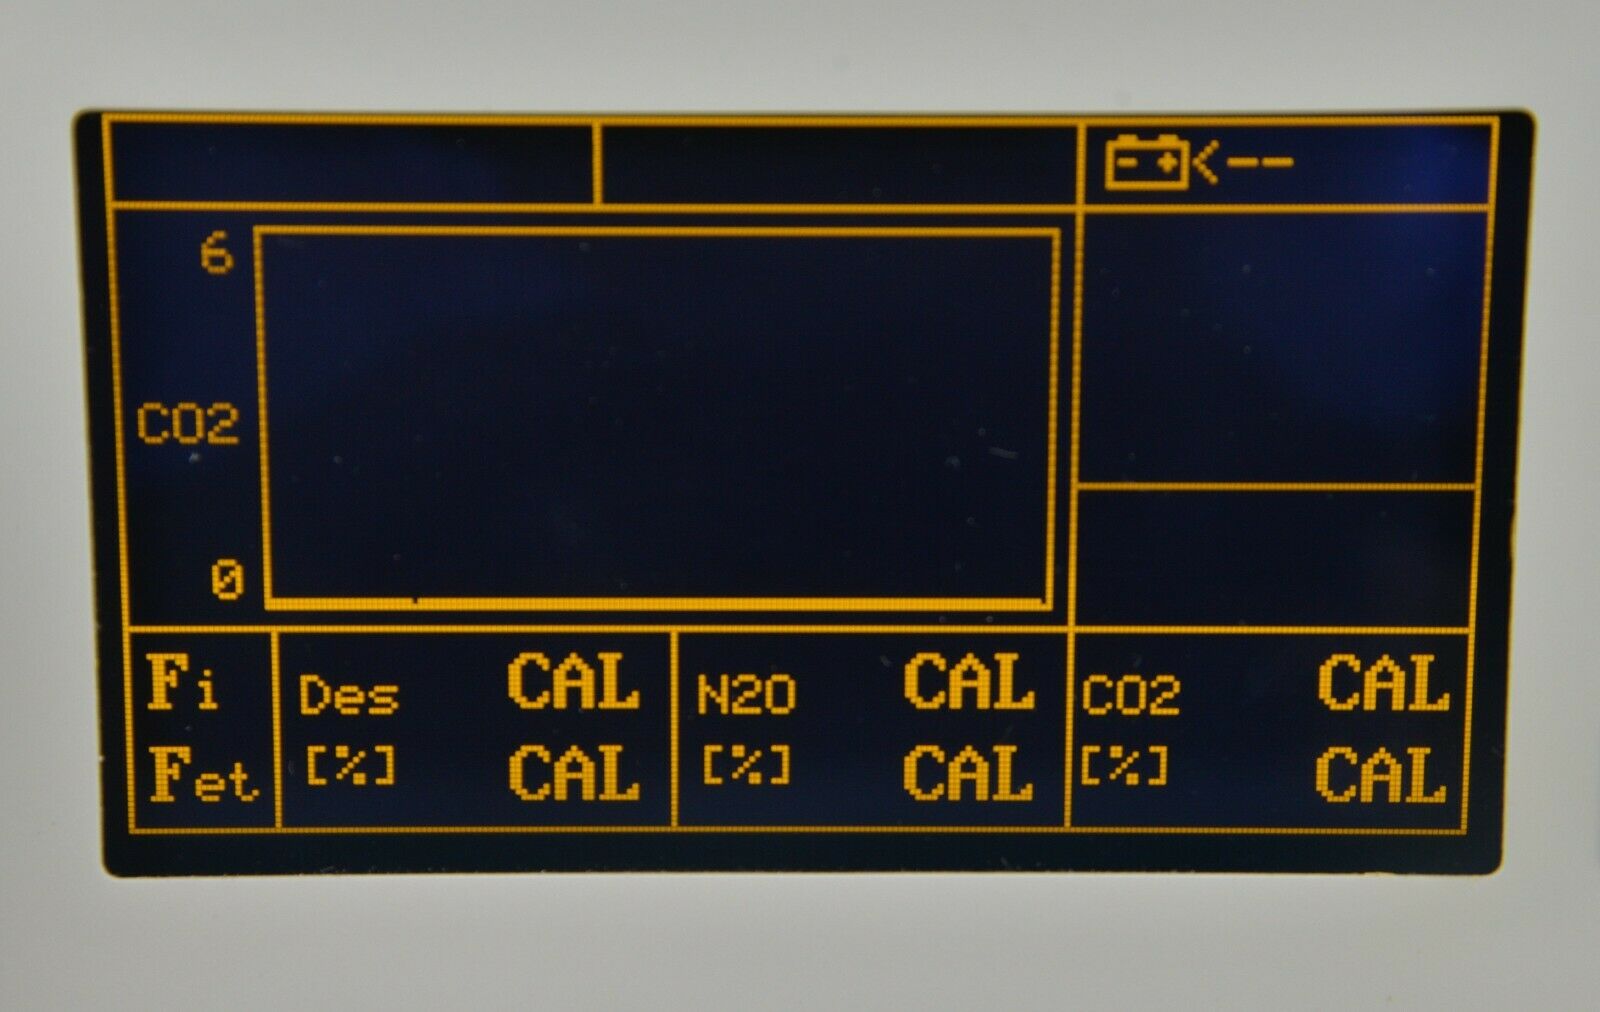 <--
6
CO2
0
Fi Des CAL N2O CAL CO2 CAL
Fet [%] CAL [%] CAL [%] CAL